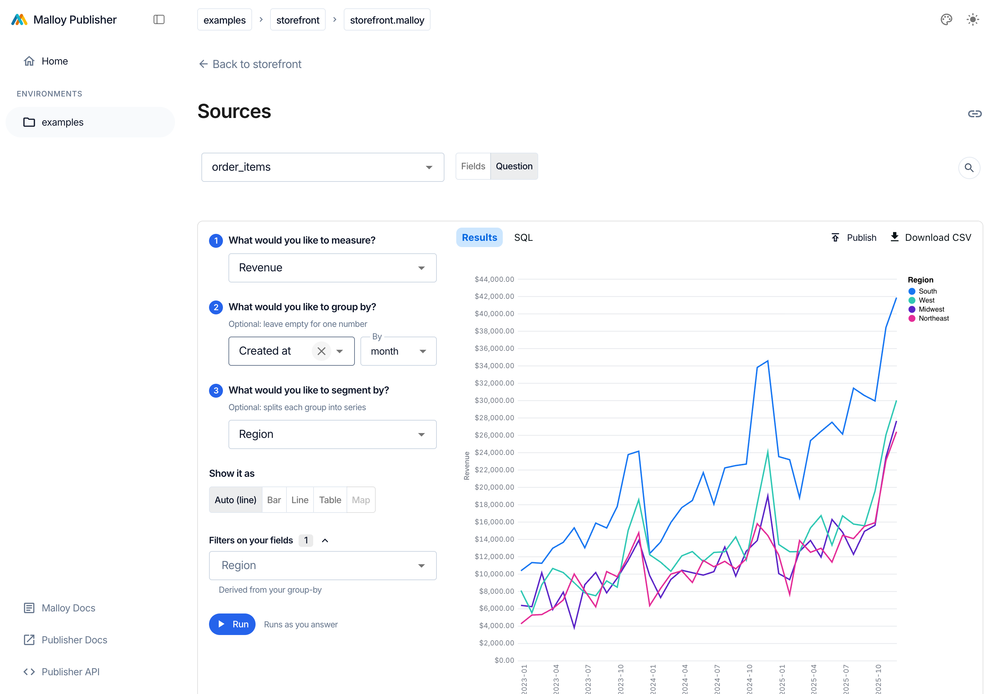 Malloy Publisher
examples
storefront
storefront.malloy
Home
ENVIRONMENTS
examples
Malloy Docs
Publisher Docs
Publisher API
Back to storefront
Sources
order_items
Fields
Question
1
What would you like to measure?
Revenue
2
What would you like to group by?
Optional: leave empty for one number
Created at
By
month
3
What would you like to segment by?
Optional: splits each group into series
Region
Show it as
Auto (line)
Bar
Line
Table
Map
Filters on your fields 1
Region
Derived from your group-by
Run
Runs as you answer
Results
SQL
Publish
Download CSV
Revenue
$44,000.00
$42,000.00
$40,000.00
$38,000.00
$36,000.00
$34,000.00
$32,000.00
$30,000.00
$28,000.00
$26,000.00
$24,000.00
$22,000.00
$20,000.00
$18,000.00
$16,000.00
$14,000.00
$12,000.00
$10,000.00
$8,000.00
$6,000.00
$4,000.00
$2,000.00
$0.00
2023-01
2023-04
2023-07
2023-10
2024-01
2024-04
2024-07
2024-10
2025-01
2025-04
2025-07
2025-10
Region
South
West
Midwest
Northeast